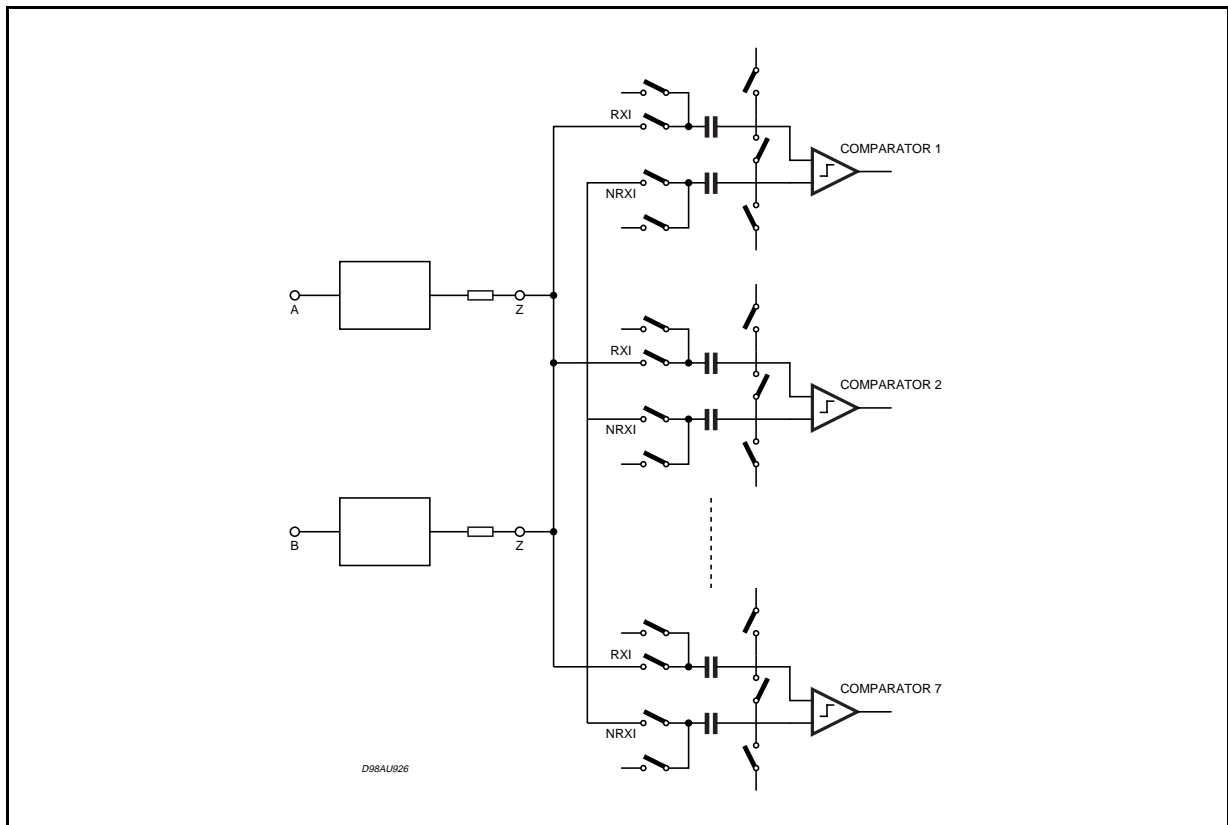 RXI
COMPARATOR 1
NRXI
A
Z
RXI
COMPARATOR 2
NRXI
B
Z
RXI
COMPARATOR 7
NRXI
D98AU926